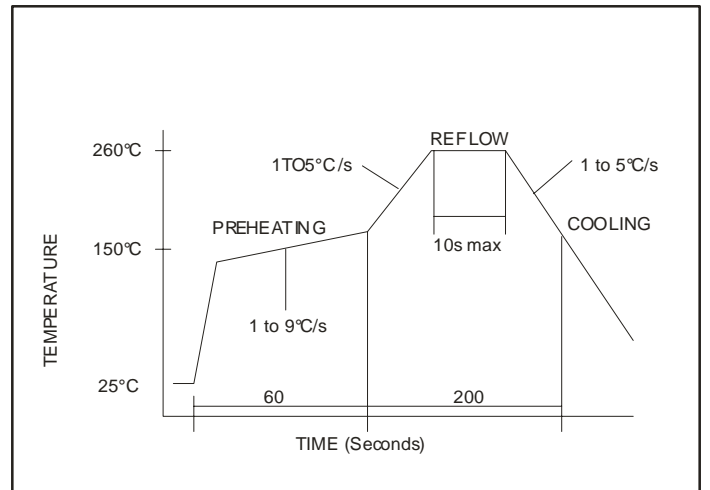 REFLOW
260°C
1TO5°C/s
1 to 5°C/s
PREHEATING
COOLING
150°C
10s max
TEMPERATURE
1 to 9°C/s
25°C
60
200
TIME (Seconds)